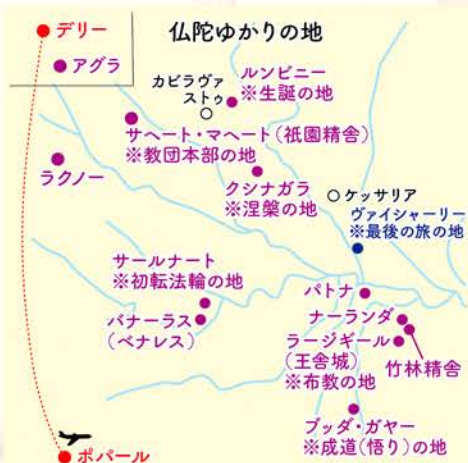 仏陀ゆかりの地
デリー
アグラ
カピラヴァ
ストゥ
ルンビニー
※生誕の地
サヘート・マヘート(祇園精舎)
※教団本部の地
ラクノー
クシナガラ
※涅槃の地
ケッサリア
ヴァイシャーリー
※最後の旅の地
サールナート
※初転法輪の地
バナーラス
(ベナレス)
パトナ
ナーランダ
ラージギール
(王舎城)
※布教の地
竹林精舎
ブッダ・ガヤー
※成道(悟り)の地
ボパール